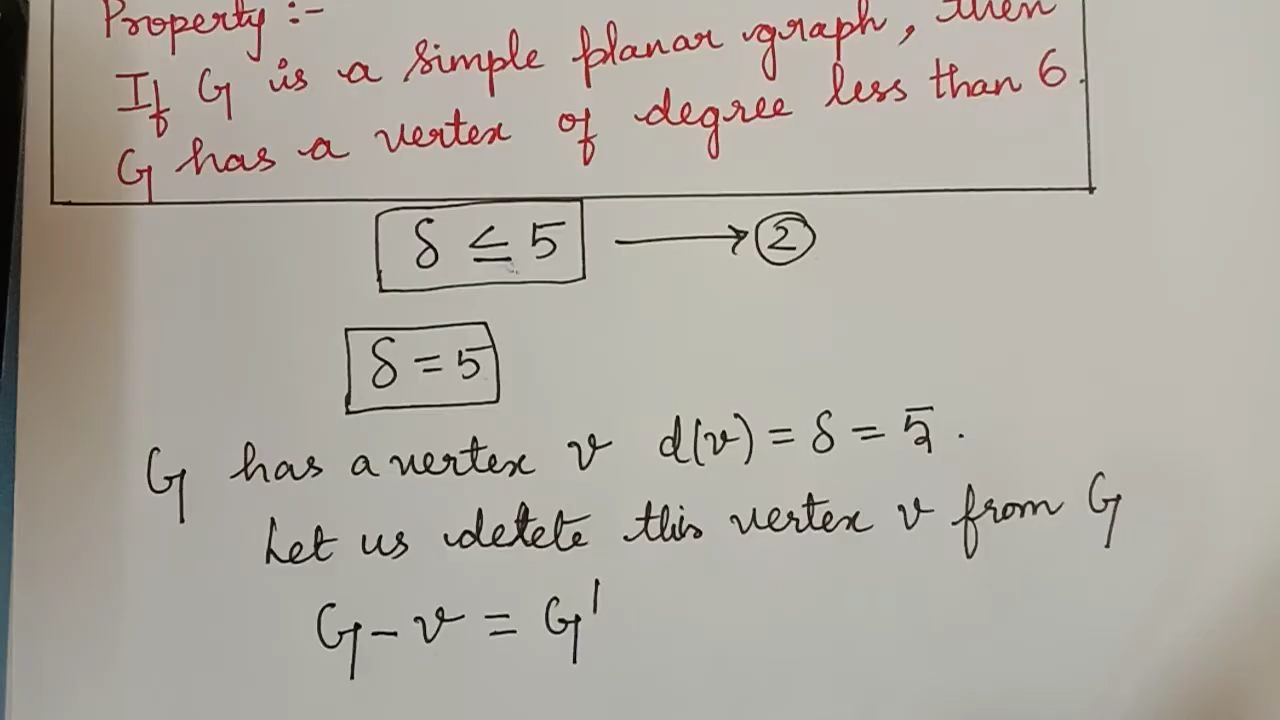 Property :-
If G is a simple planar graph, then
G has a vertex of degree less than 6.
δ ≤ 5 ⟶ ②
δ = 5
G has a vertex v d(v) = δ = 5.
Let us detete this vertex v from G
G - v = G'